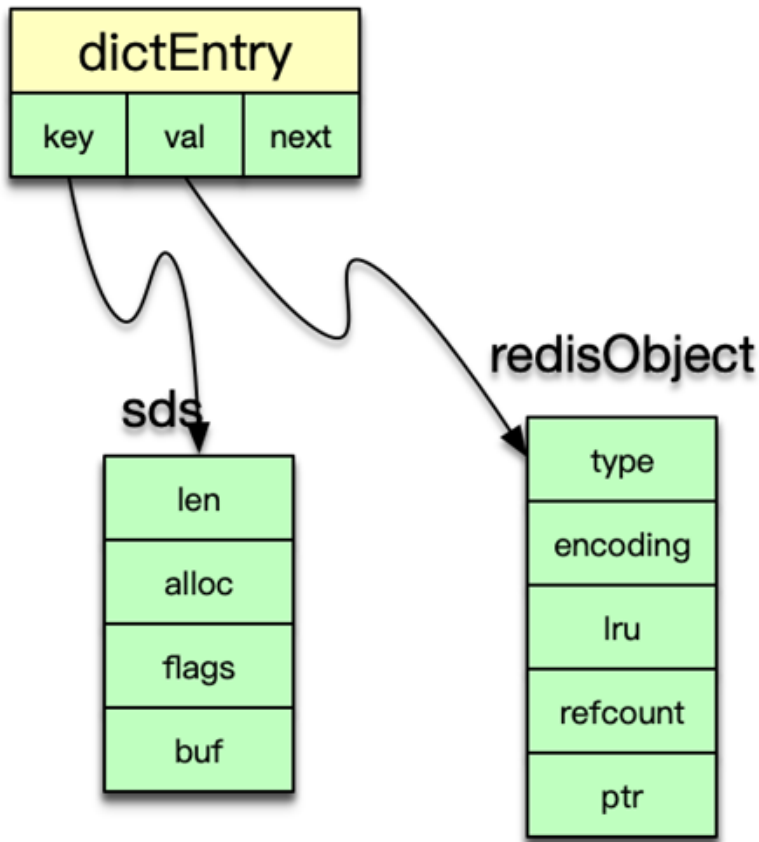 dictEntry
key val next
redisObject
sds
type
len
encoding
alloc
lru
flags
refcount
buf
ptr